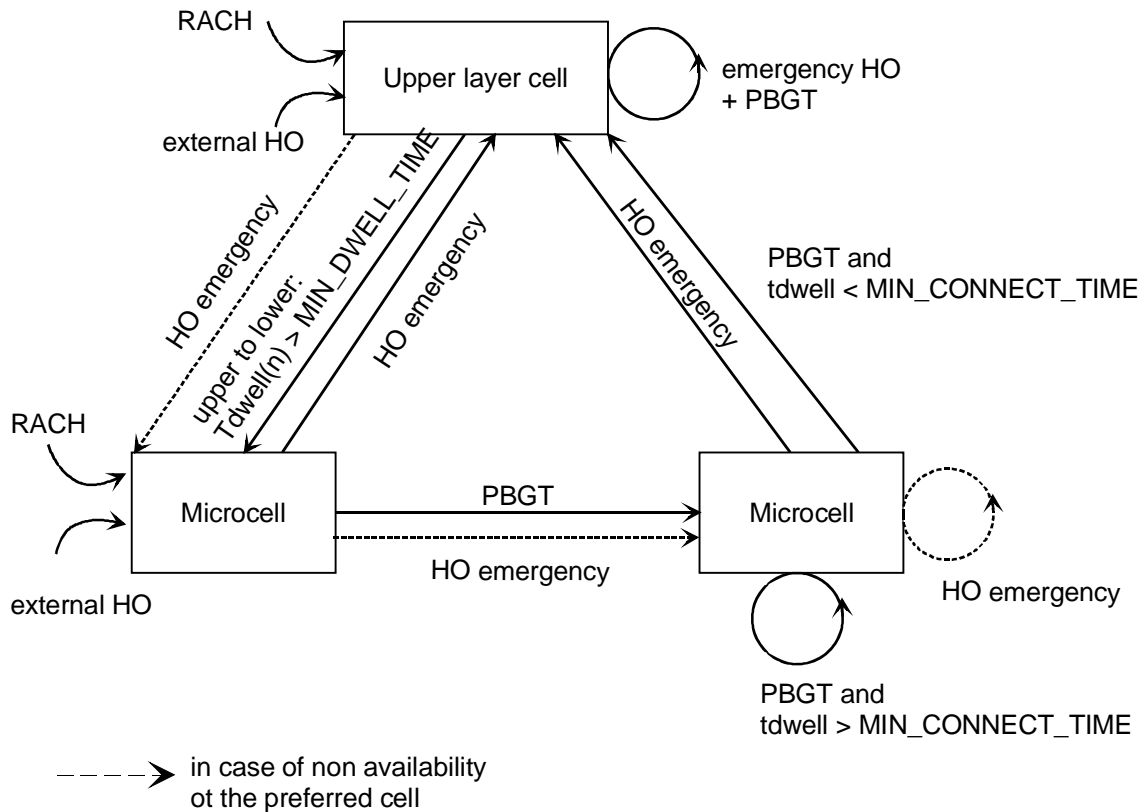 RACH
Upper layer cell
emergency HO
+ PBGT
external HO
HO emergency
upper to lower:
Tdwell(n) > MIN_DWELL_TIME
HO emergency
HO emergency
PBGT and
tdwell < MIN_CONNECT_TIME
RACH
Microcell
PBGT
Microcell
HO emergency
external HO
HO emergency
PBGT and
tdwell > MIN_CONNECT_TIME
in case of non availability
ot the preferred cell